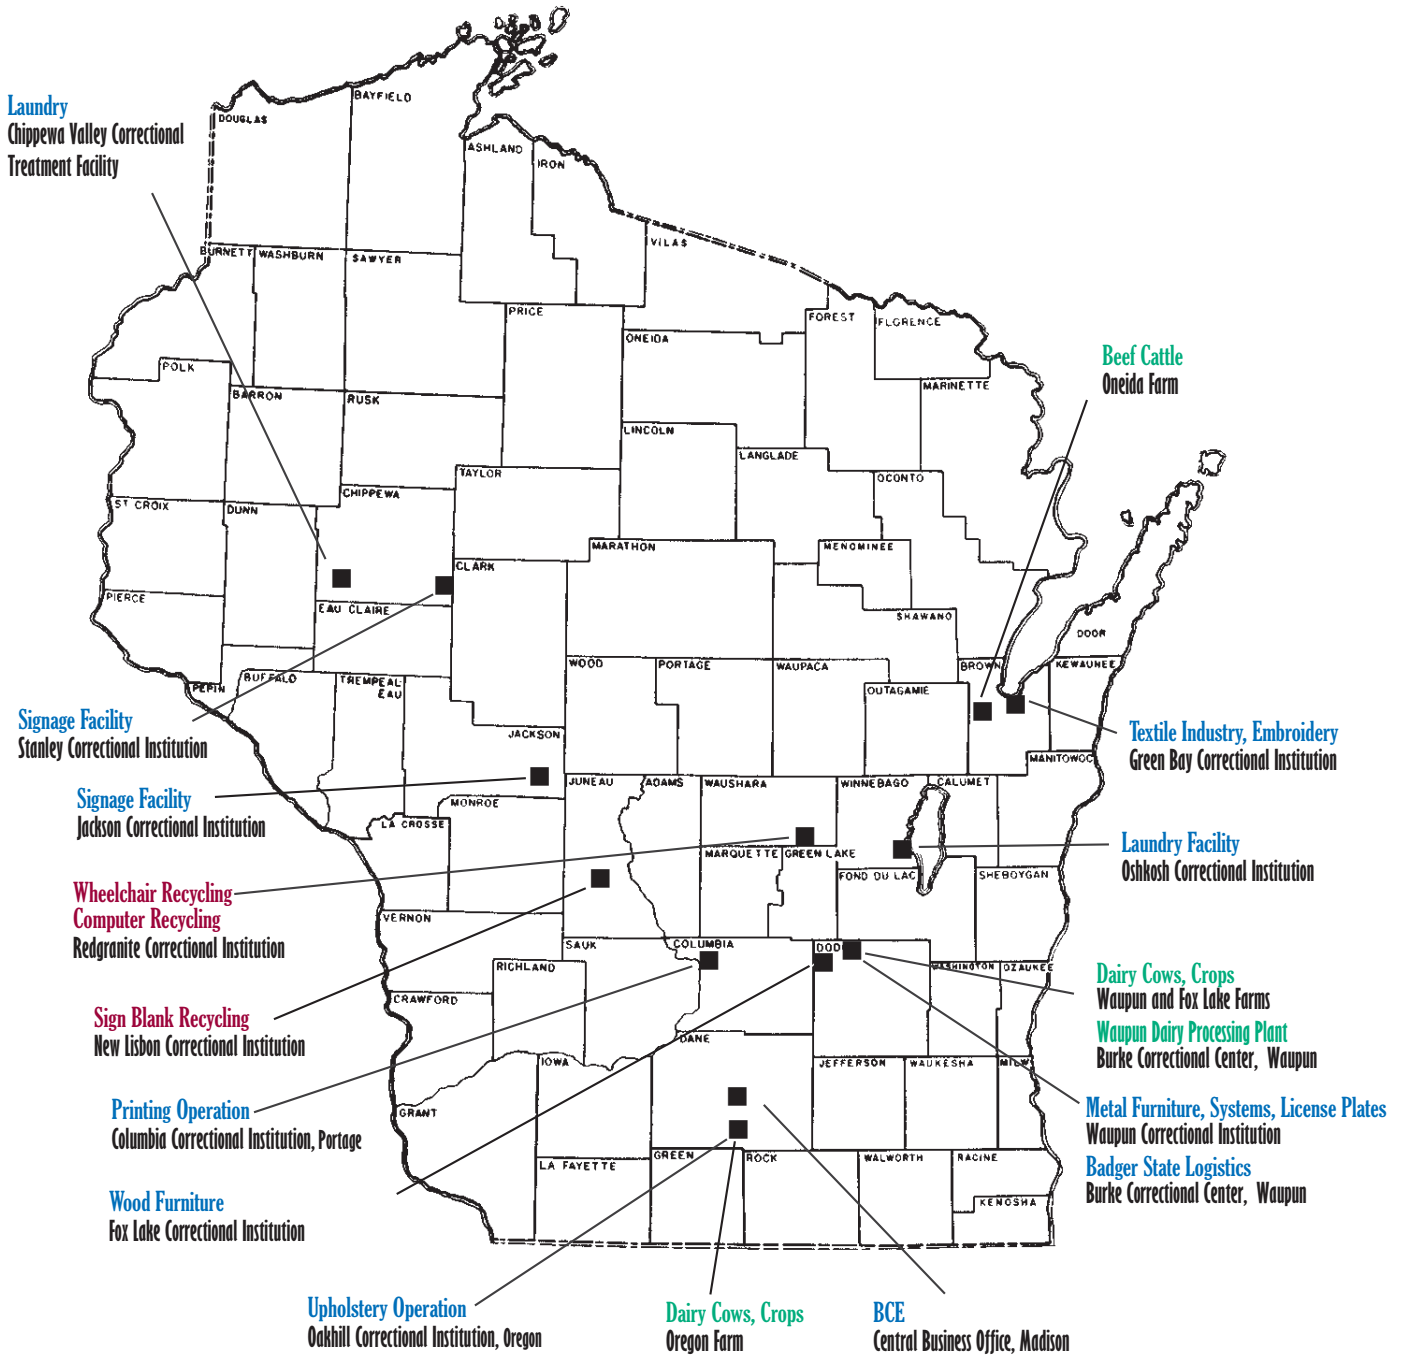 BAYFIELD
Laundry
Chippewa Valley Correctional
Treatment Facility
DOUGLAS
ASHLAND
IRON
VILAS
BURNETT
WASHBURN
SAWYER
PRICE
FOREST
FLORENCE
ONEIDA
Beef Cattle
Oneida Farm
POLK
MARINETTE
BARRON
RUSK
LINCOLN
LANGLADE
TAYLOR
OCONTO
CHIPPEWA
ST CROIX
DUNN
MARATHON
MENOMINEE
CLARK
PIERCE
EAU CLAIRE
SHAWANO
DOOR
WOOD
PORTAGE
WAUPACA
BROWN
KEWAUNEE
PEPIN
BUFFALO
TREMPEAL-
EAU
OUTAGAMIE
Signage Facility
Stanley Correctional Institution
JACKSON
Textile Industry, Embroidery
Green Bay Correctional Institution
MANITOWOC
JUNEAU
ADAMS
WAUSHARA
WINNEBAGO
CALUMET
Signage Facility
Jackson Correctional Institution
MONROE
LA CROSSE
Laundry Facility
Oshkosh Correctional Institution
MARQUETTE
GREEN LAKE
FOND DU LAC
SHEBOYGAN
Wheelchair Recycling
Computer Recycling
Redgranite Correctional Institution
VERNON
SAUK
COLUMBIA
DOD
RICHLAND
WASHINGTON
OZAUKEE
Dairy Cows, Crops
Waupun and Fox Lake Farms
CRAWFORD
Sign Blank Recycling
New Lisbon Correctional Institution
Waupun Dairy Processing Plant
Burke Correctional Center, Waupun
DANE
IOWA
JEFFERSON
WAUKESHA
MILW
Printing Operation
Columbia Correctional Institution, Portage
GRANT
Metal Furniture, Systems, License Plates
Waupun Correctional Institution
LA FAYETTE
GREEN
ROCK
WALWORTH
RACINE
Badger State Logistics
Burke Correctional Center, Waupun
Wood Furniture
Fox Lake Correctional Institution
KENOSHA
Upholstery Operation
Oakhill Correctional Institution, Oregon
Dairy Cows, Crops
Oregon Farm
BCE
Central Business Office, Madison